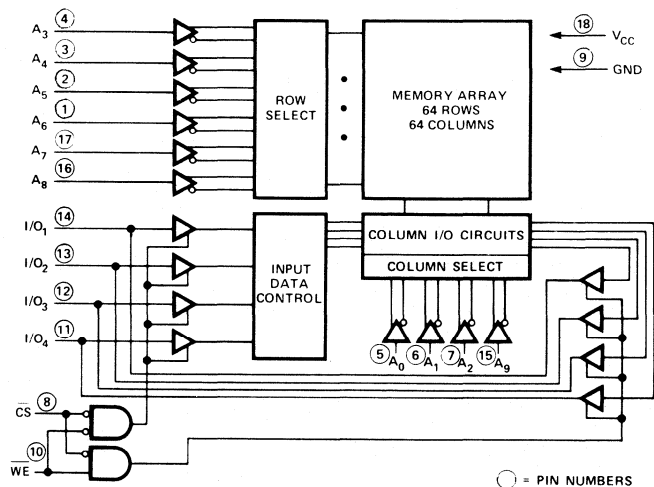 A3 4
A4 3
A5 2
A6 1
A7 17
A8 16
ROW
SELECT
MEMORY ARRAY
64 ROWS
64 COLUMNS
18 VCC
9 GND
I/O1 14
I/O2 13
I/O3 12
I/O4 11
INPUT
DATA
CONTROL
COLUMN I/O CIRCUITS
COLUMN SELECT
5 A0
6 A1
7 A2
15 A9
CS 8
WE 10
= PIN NUMBERS